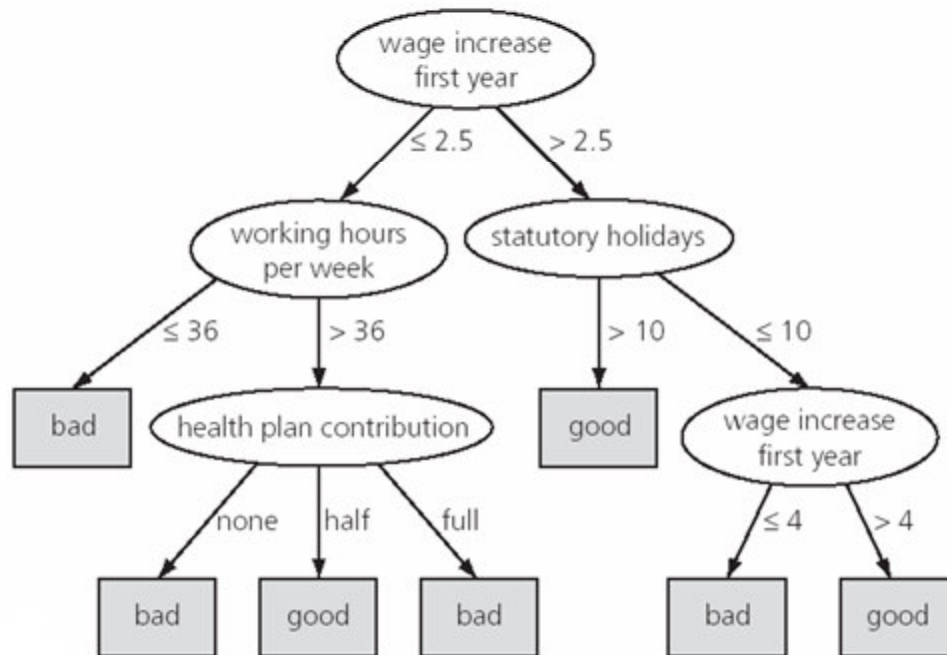 wage increase
first year
≤ 2.5
> 2.5
working hours
per week
statutory holidays
≤ 36
> 36
> 10
≤ 10
bad
health plan contribution
good
wage increase
first year
none
half
full
≤ 4
> 4
bad
good
bad
bad
good